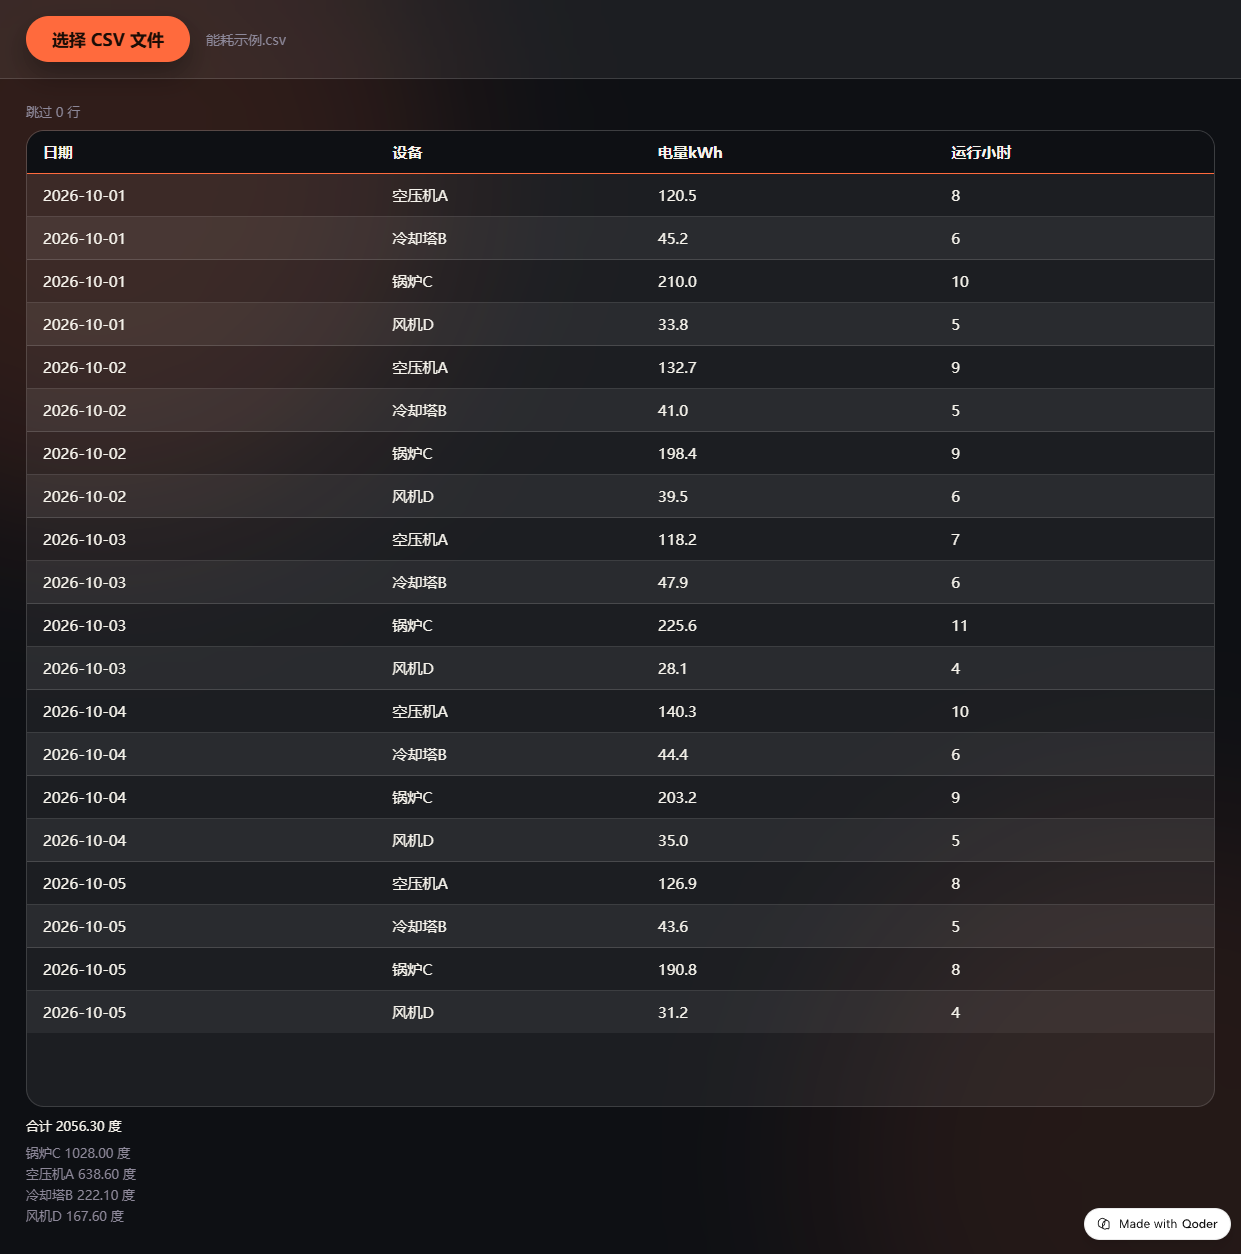 选择 CSV 文件 能耗示例.csv
跳过 0 行
日期 设备 电量kWh 运行小时
2026-10-01 空压机A 120.5 8
2026-10-01 冷却塔B 45.2 6
2026-10-01 锅炉C 210.0 10
2026-10-01 风机D 33.8 5
2026-10-02 空压机A 132.7 9
2026-10-02 冷却塔B 41.0 5
2026-10-02 锅炉C 198.4 9
2026-10-02 风机D 39.5 6
2026-10-03 空压机A 118.2 7
2026-10-03 冷却塔B 47.9 6
2026-10-03 锅炉C 225.6 11
2026-10-03 风机D 28.1 4
2026-10-04 空压机A 140.3 10
2026-10-04 冷却塔B 44.4 6
2026-10-04 锅炉C 203.2 9
2026-10-04 风机D 35.0 5
2026-10-05 空压机A 126.9 8
2026-10-05 冷却塔B 43.6 5
2026-10-05 锅炉C 190.8 8
2026-10-05 风机D 31.2 4
合计 2056.30 度
锅炉C 1028.00 度
空压机A 638.60 度
冷却塔B 222.10 度
风机D 167.60 度
Made with Qoder